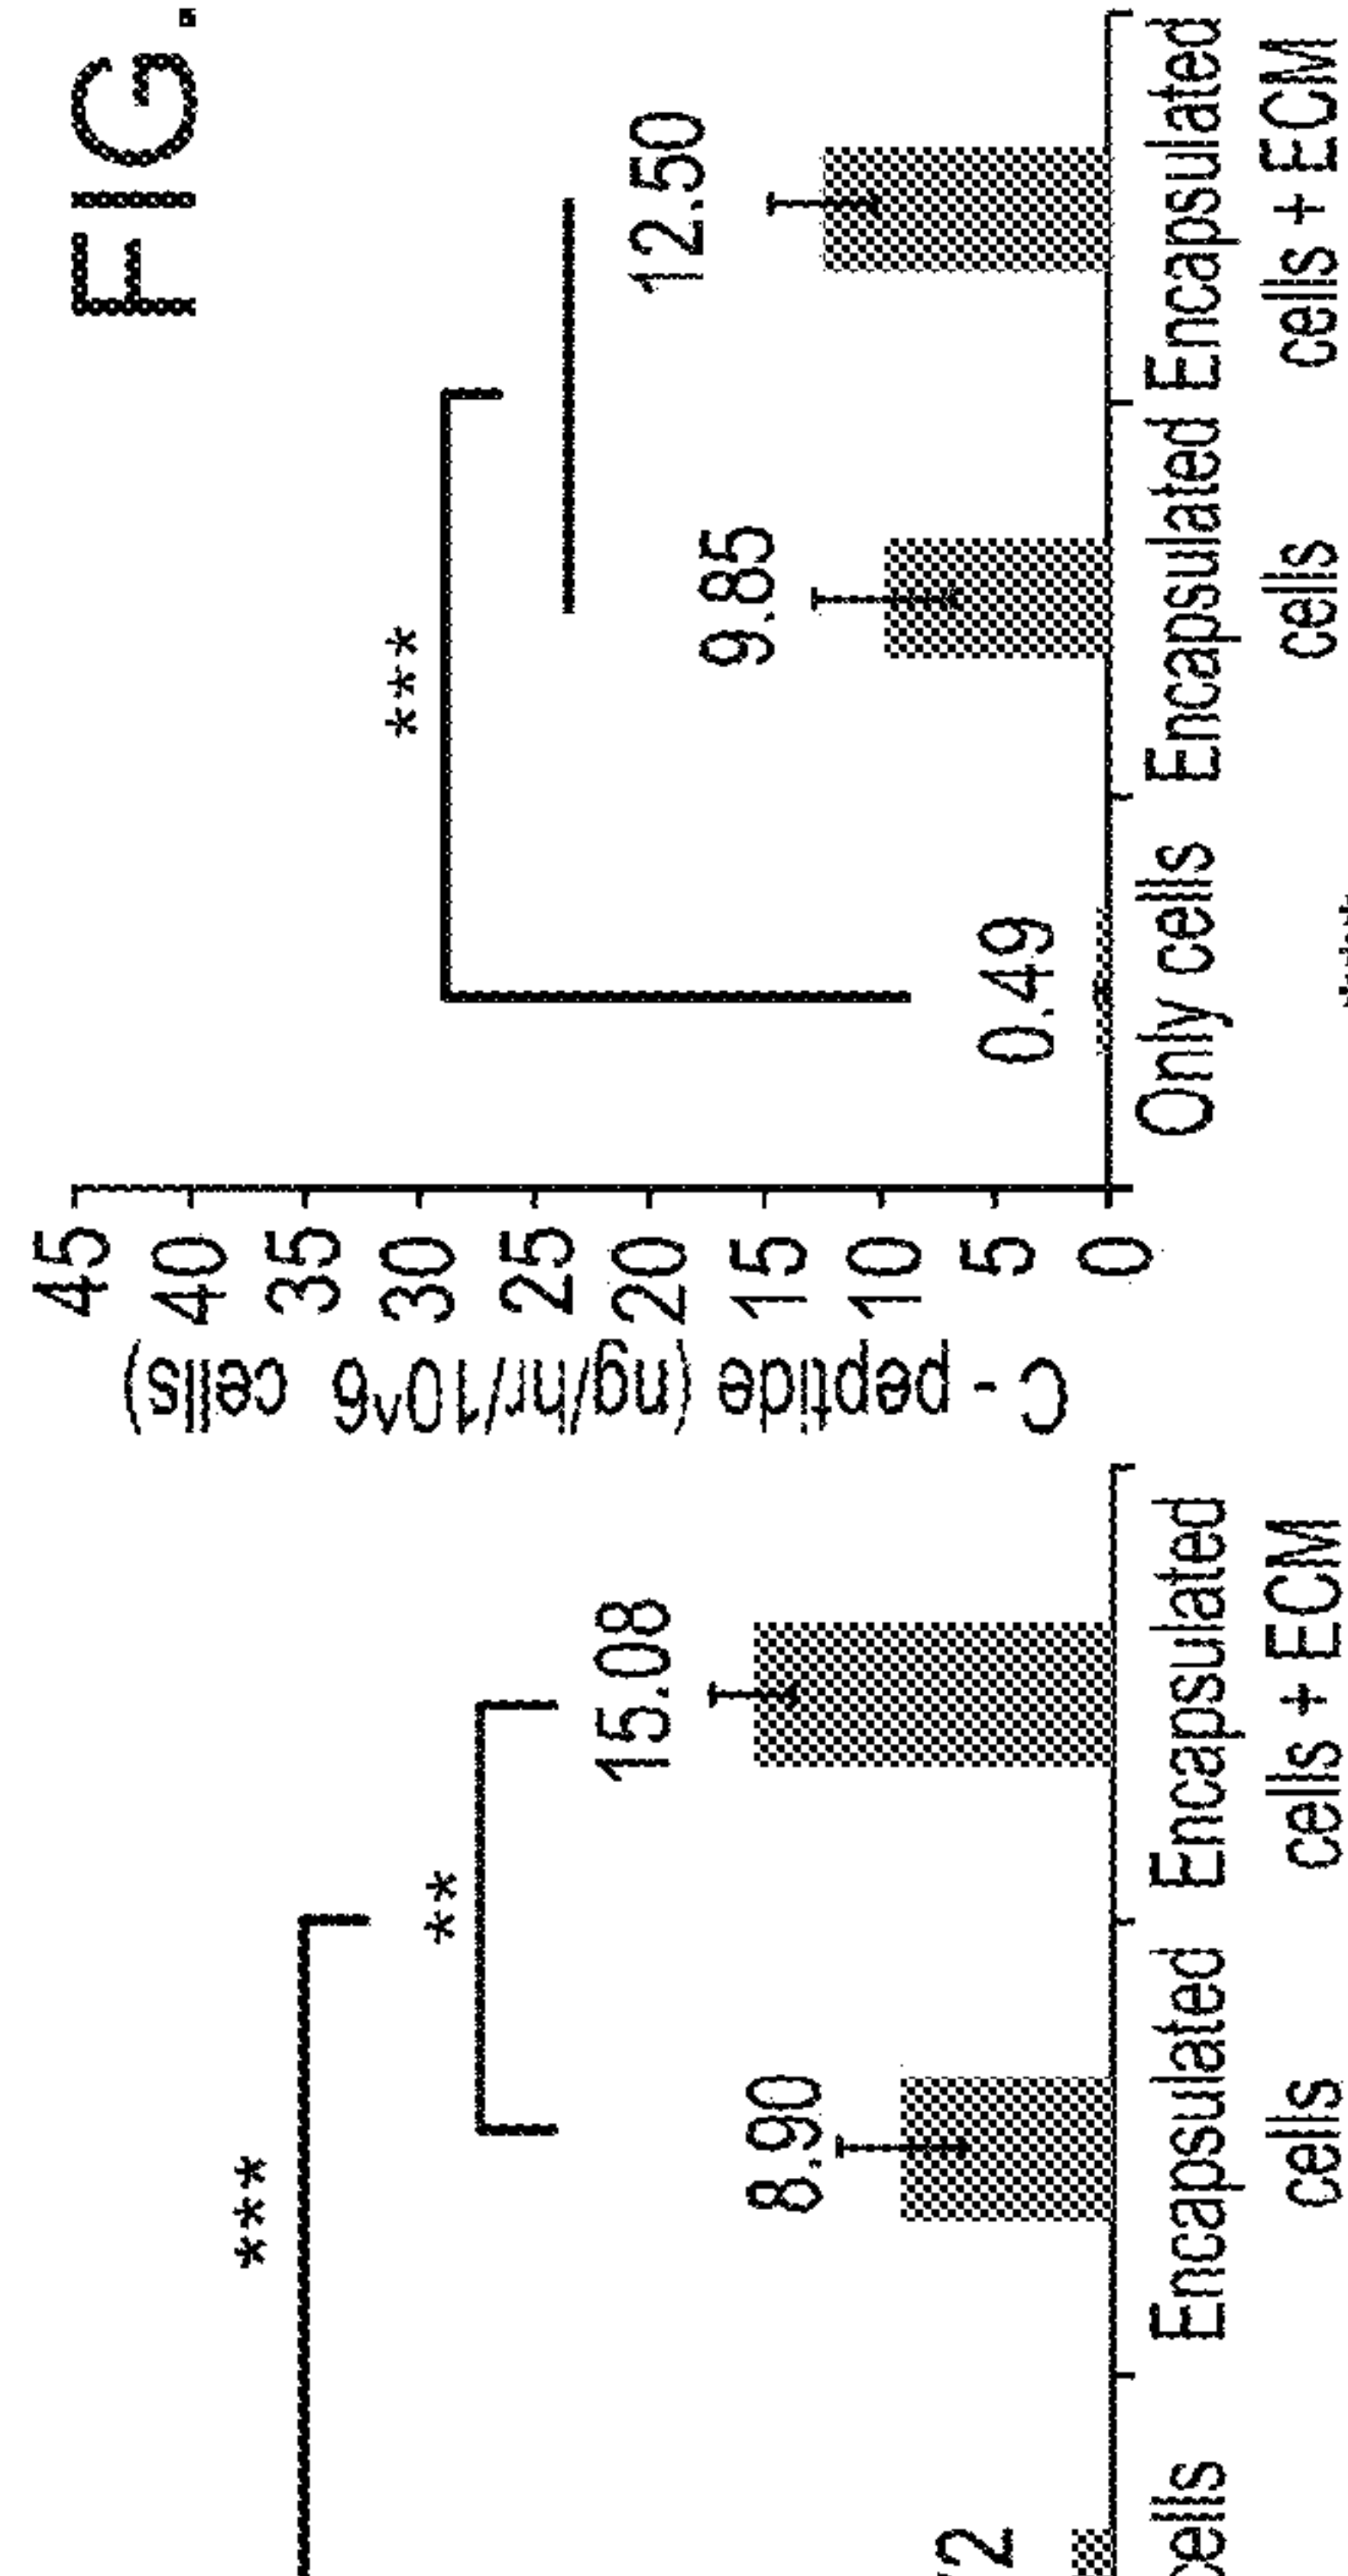 FIG.
***
**
8.90
15.08
Encapsulated
cells
Encapsulated
cells + ECM
C - peptide (ng/hr/10^6 cells)
45
40
35
30
25
20
15
10
5
0
***
0.49
9.85
12.50
Only cells
Encapsulated
cells
Encapsulated
cells + ECM
cells